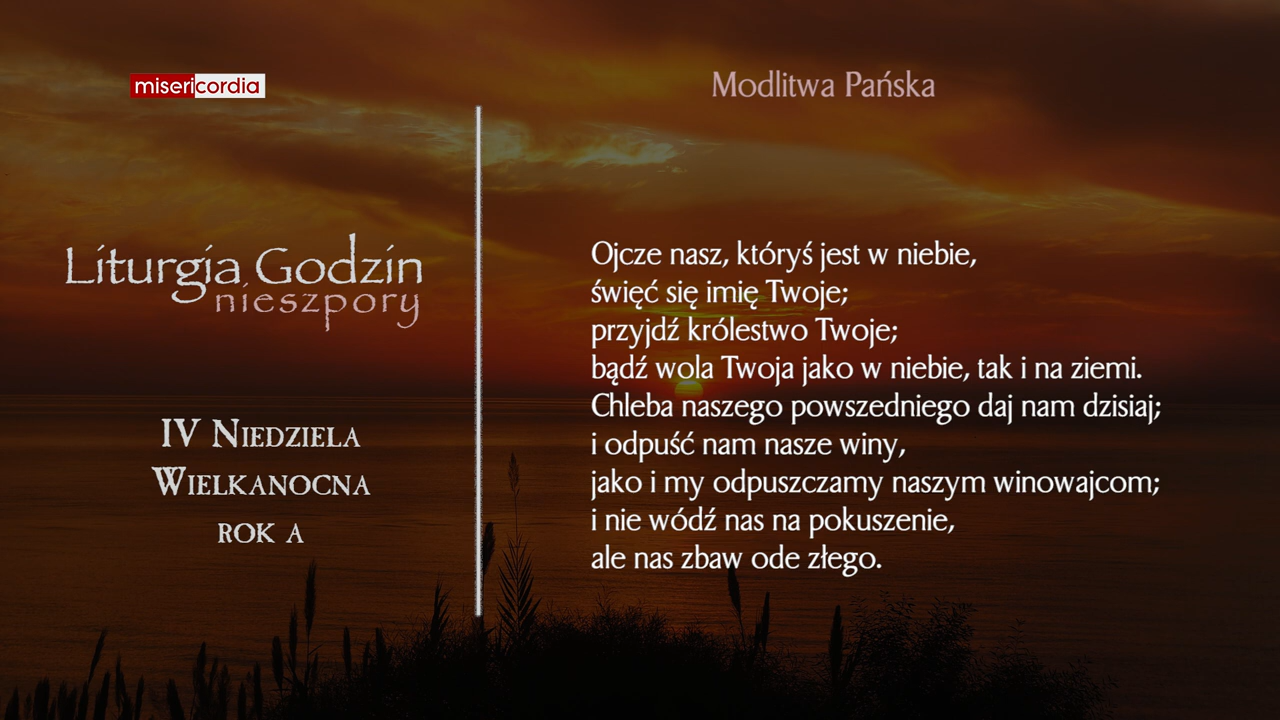 misericordia
Liturgia Godzin
nieszpory
IV Niedziela
Wielkanocna
rok A
Modlitwa Pańska
Ojcze nasz, któryś jest w niebie,
święć się imię Twoje;
przyjdź królestwo Twoje;
bądź wola Twoja jako w niebie, tak i na ziemi.
Chleba naszego powszedniego daj nam dzisiaj;
i odpuść nam nasze winy,
jako i my odpuszczamy naszym winowajcom;
i nie wódź nas na pokuszenie,
ale nas zbaw ode złego.